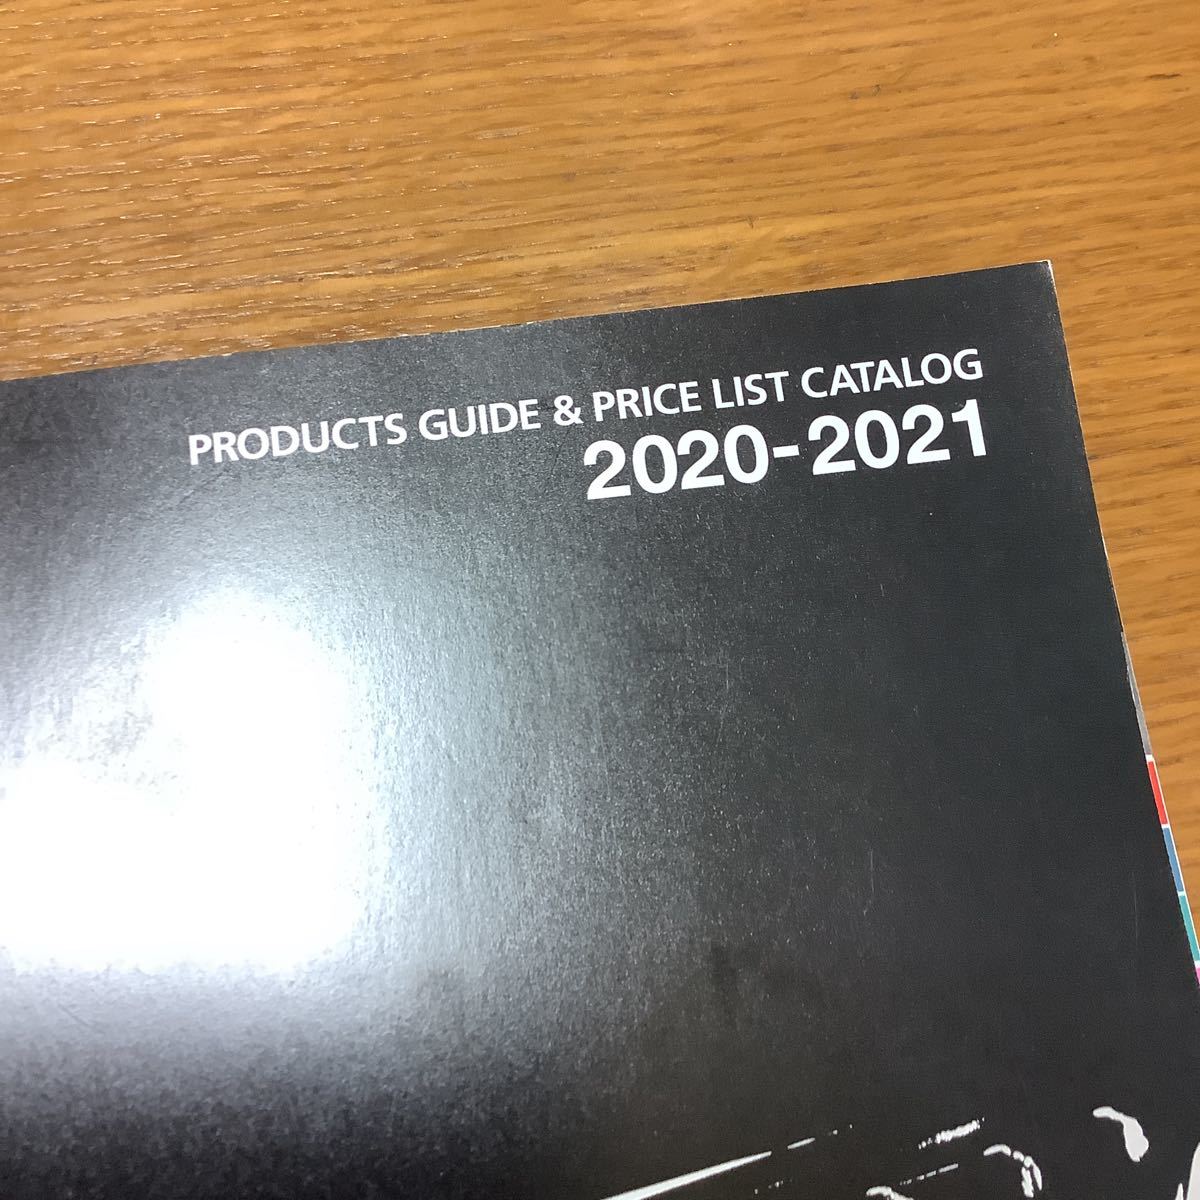 PRODUCTS GUIDE & PRICE LIST CATALOG
2020-2021